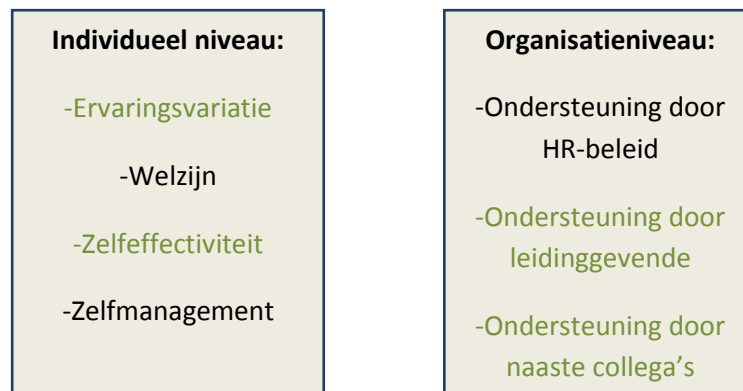 Individueel niveau:
-Ervaringsvariatie
-Welzijn
-Zelfeffectiviteit
-Zelfmanagement
Organisatieniveau:
-Ondersteuning door
HR-beleid
-Ondersteuning door
leidinggevende
-Ondersteuning door
naaste collega’s